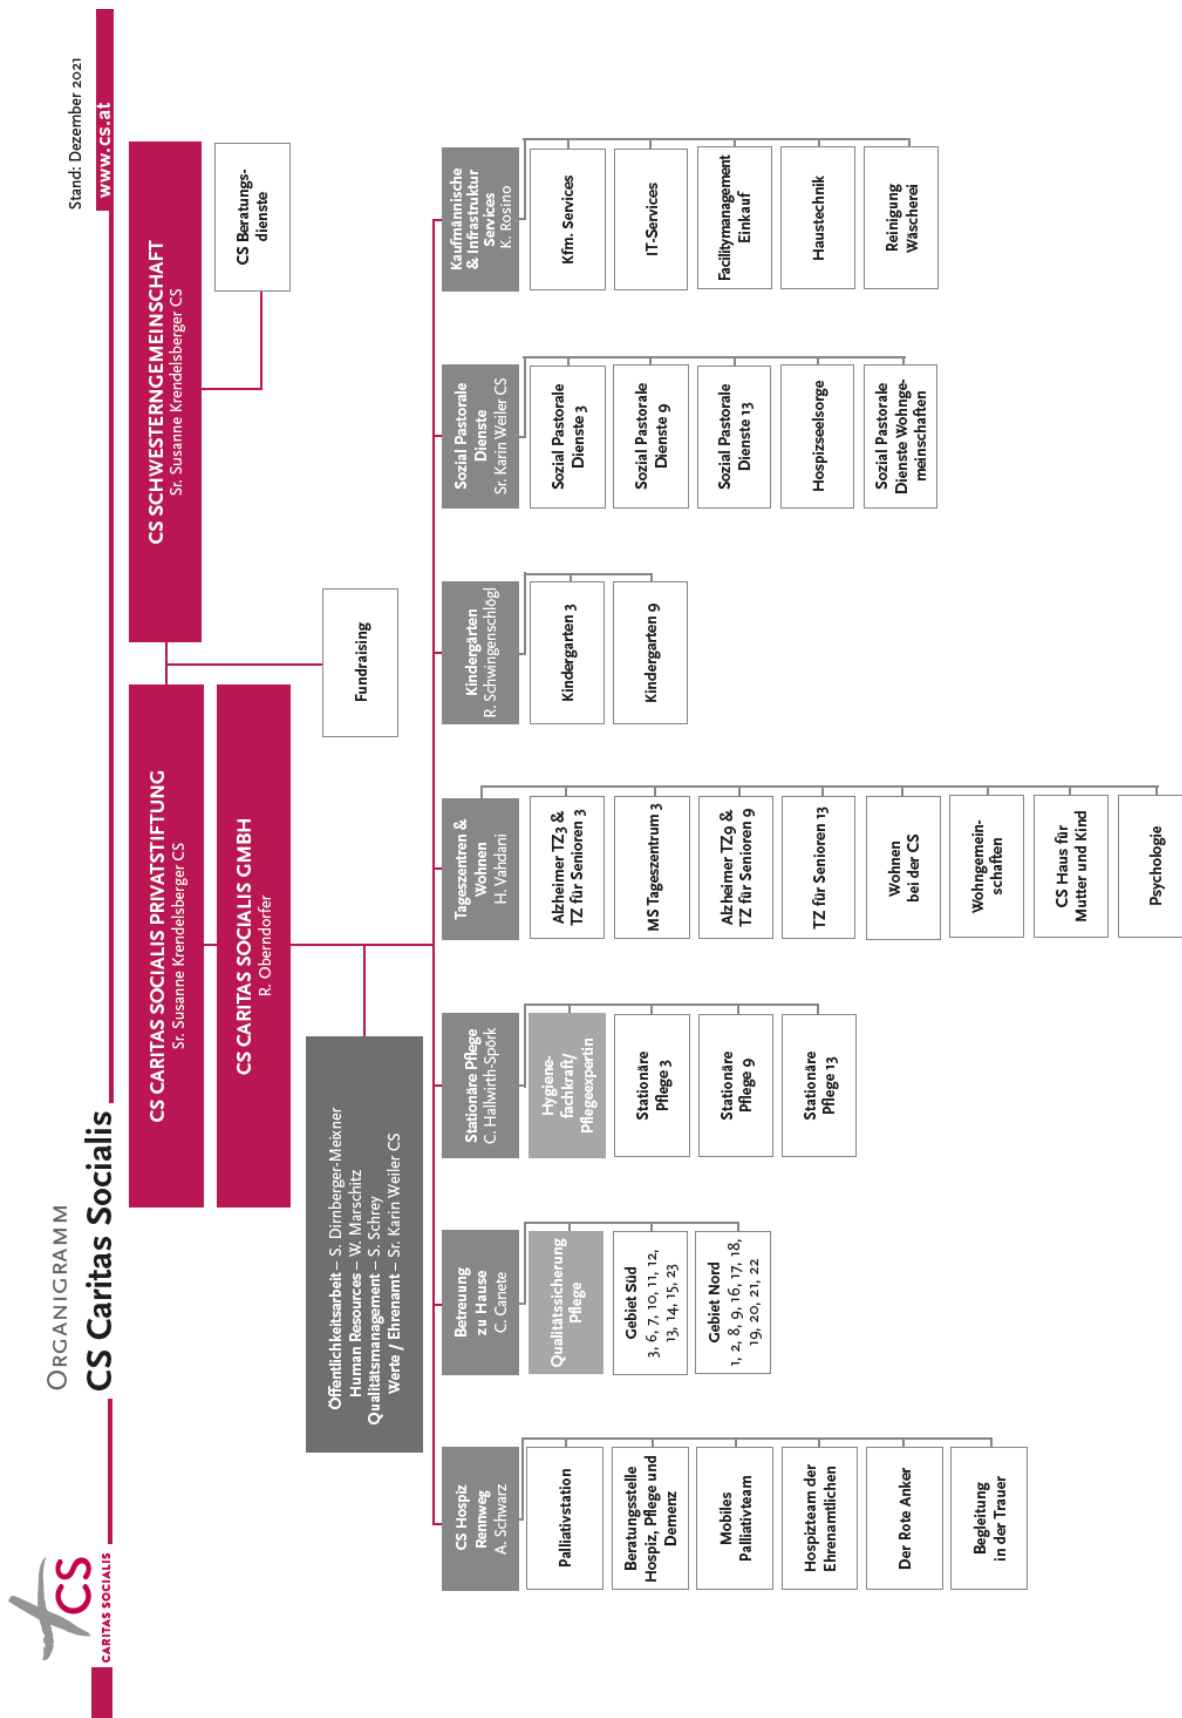 CS
CARITAS SOCIALIS
ORGANIGRAMM
CS Caritas Socialis
Stand: Dezember 2021
www.cs.at
CS CARITAS SOCIALIS PRIVATSTIFTUNG
Sr. Susanne Krendelsberger CS
CS SCHWESTERNGEMEINSCHAFT
Sr. Susanne Krendelsberger CS
CS CARITAS SOCIALIS GMBH
R. Oberndorfer
CS Beratungs-
dienste
Fundraising
Öffentlichkeitsarbeit – S. Dirnberger-Meixner
Human Resources – W. Marschitz
Qualitätsmanagement – S. Schrey
Werte / Ehrenamt – Sr. Karin Weiler CS
CS Hospiz
Rennweg
A. Schwarz
Palliativstation
Beratungsstelle
Hospiz, Pflege und
Demenz
Mobiles
Palliativteam
Hospizteam der
Ehrenamtlichen
Der Rote Anker
Begleitung
in der Trauer
Betreuung
zu Hause
C. Canete
Qualitätssicherung
Pflege
Gebiet Süd
3, 6, 7, 10, 11, 12,
13, 14, 15, 23
Gebiet Nord
1, 2, 8, 9, 16, 17, 18,
19, 20, 21, 22
Stationäre Pflege
C. Hallwirth-Spörk
Hygiene-
fachkraft/
Pflegeexpertin
Stationäre
Pflege 3
Stationäre
Pflege 9
Stationäre
Pflege 13
Tageszentren &
Wohnen
H. Vahdani
Alzheimer TZ3 &
TZ für Senioren 3
MS Tageszentrum 3
Alzheimer TZ9 &
TZ für Senioren 9
TZ für Senioren 13
Wohnen
bei der CS
Wohngemein-
schaften
CS Haus für
Mutter und Kind
Psychologie
Kindergärten
R. Schwingenschlögl
Kindergarten 3
Kindergarten 9
Sozial Pastorale
Dienste
Sr. Karin Weiler CS
Sozial Pastorale
Dienste 3
Sozial Pastorale
Dienste 9
Sozial Pastorale
Dienste 13
Hospizseelsorge
Sozial Pastorale
Dienste Wohnge-
meinschaften
Kaufmännische
& Infrastruktur
Services
K. Rosino
Kfm. Services
IT-Services
Facilitymanagement
Einkauf
Haustechnik
Reinigung
Wäscherei